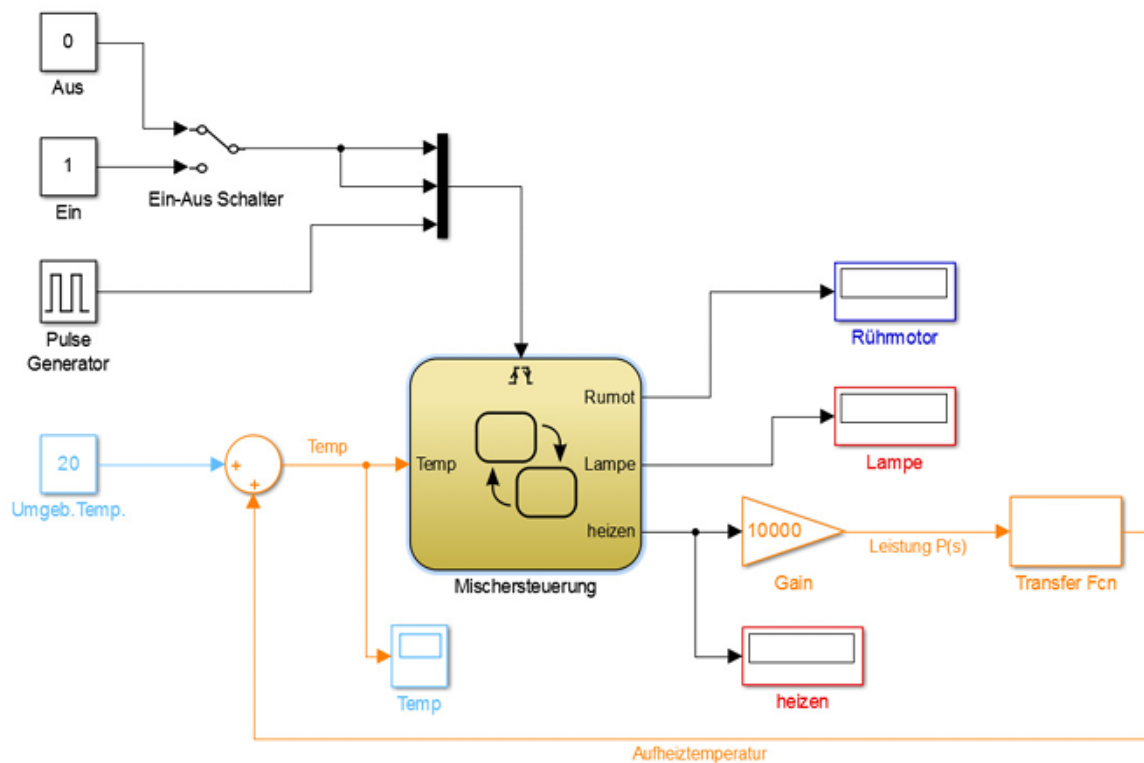 0
Aus
1
Ein
Ein-Aus Schalter
Pulse
Generator
Rührmotor
Rumot
Lampe
Temp
20
Umgeb.Temp.
Temp
Lampe
heizen
10000
Leistung P(s)
Gain
Transfer Fcn
Mischersteuerung
Temp
heizen
Aufheiztemperatur